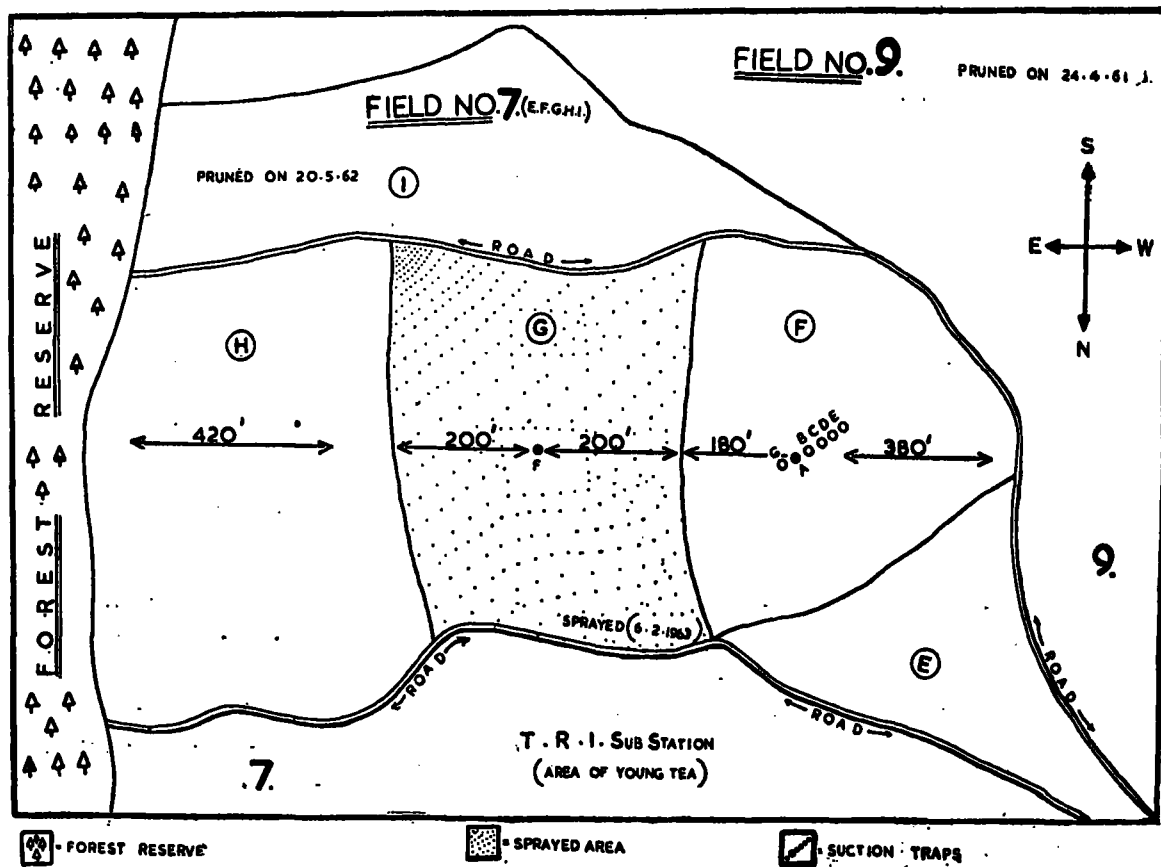 FIELD NO. 9.
PRUNED ON 24.4.61
FIELD NO. 7. (E.F.G.H.I.)
PRUNED ON 20.5.62
I
S
E W
N
ROAD
FOREST RESERVE
H
G
F
420'
200'
200'
180'
380'
F
G
A
B C D E
9.
SPRAYED (6.2.1963)
E
ROAD
ROAD
ROAD
T. R. I. SUB STATION
(AREA OF YOUNG TEA)
7.
= FOREST RESERVE
= SPRAYED AREA
= SUCTION TRAPS